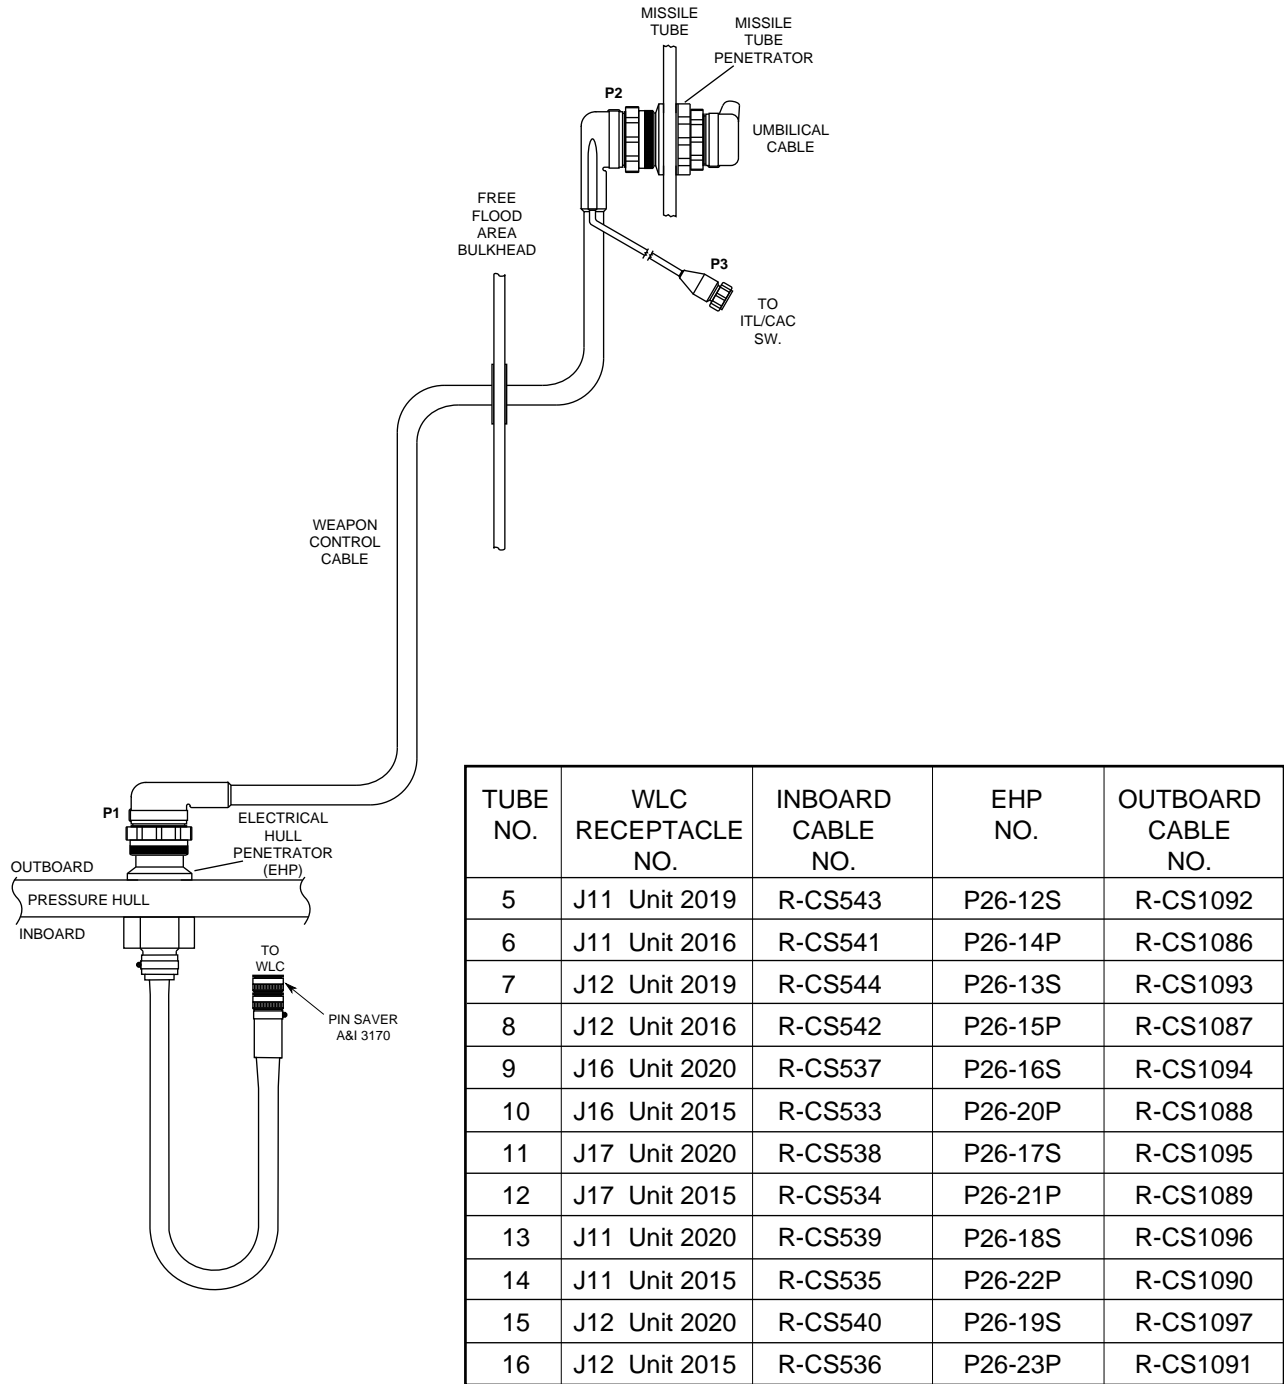 MISSILE
TUBE
MISSILE
TUBE
PENETRATOR
P2
UMBILICAL
CABLE
FREE
FLOOD
AREA
BULKHEAD
P3
TO
ITL/CAC
SW.
WEAPON
CONTROL
CABLE
P1
ELECTRICAL
HULL
PENETRATOR
(EHP)
OUTBOARD
PRESSURE HULL
INBOARD
TO
WLC
PIN SAVER
A&I 3170
TUBE NO. WLC RECEPTACLE NO. INBOARD CABLE NO. EHP NO. OUTBOARD CABLE NO.
5 J11 Unit 2019 R-CS543 P26-12S R-CS1092
6 J11 Unit 2016 R-CS541 P26-14P R-CS1086
7 J12 Unit 2019 R-CS544 P26-13S R-CS1093
8 J12 Unit 2016 R-CS542 P26-15P R-CS1087
9 J16 Unit 2020 R-CS537 P26-16S R-CS1094
10 J16 Unit 2015 R-CS533 P26-20P R-CS1088
11 J17 Unit 2020 R-CS538 P26-17S R-CS1095
12 J17 Unit 2015 R-CS534 P26-21P R-CS1089
13 J11 Unit 2020 R-CS539 P26-18S R-CS1096
14 J11 Unit 2015 R-CS535 P26-22P R-CS1090
15 J12 Unit 2020 R-CS540 P26-19S R-CS1097
16 J12 Unit 2015 R-CS536 P26-23P R-CS1091